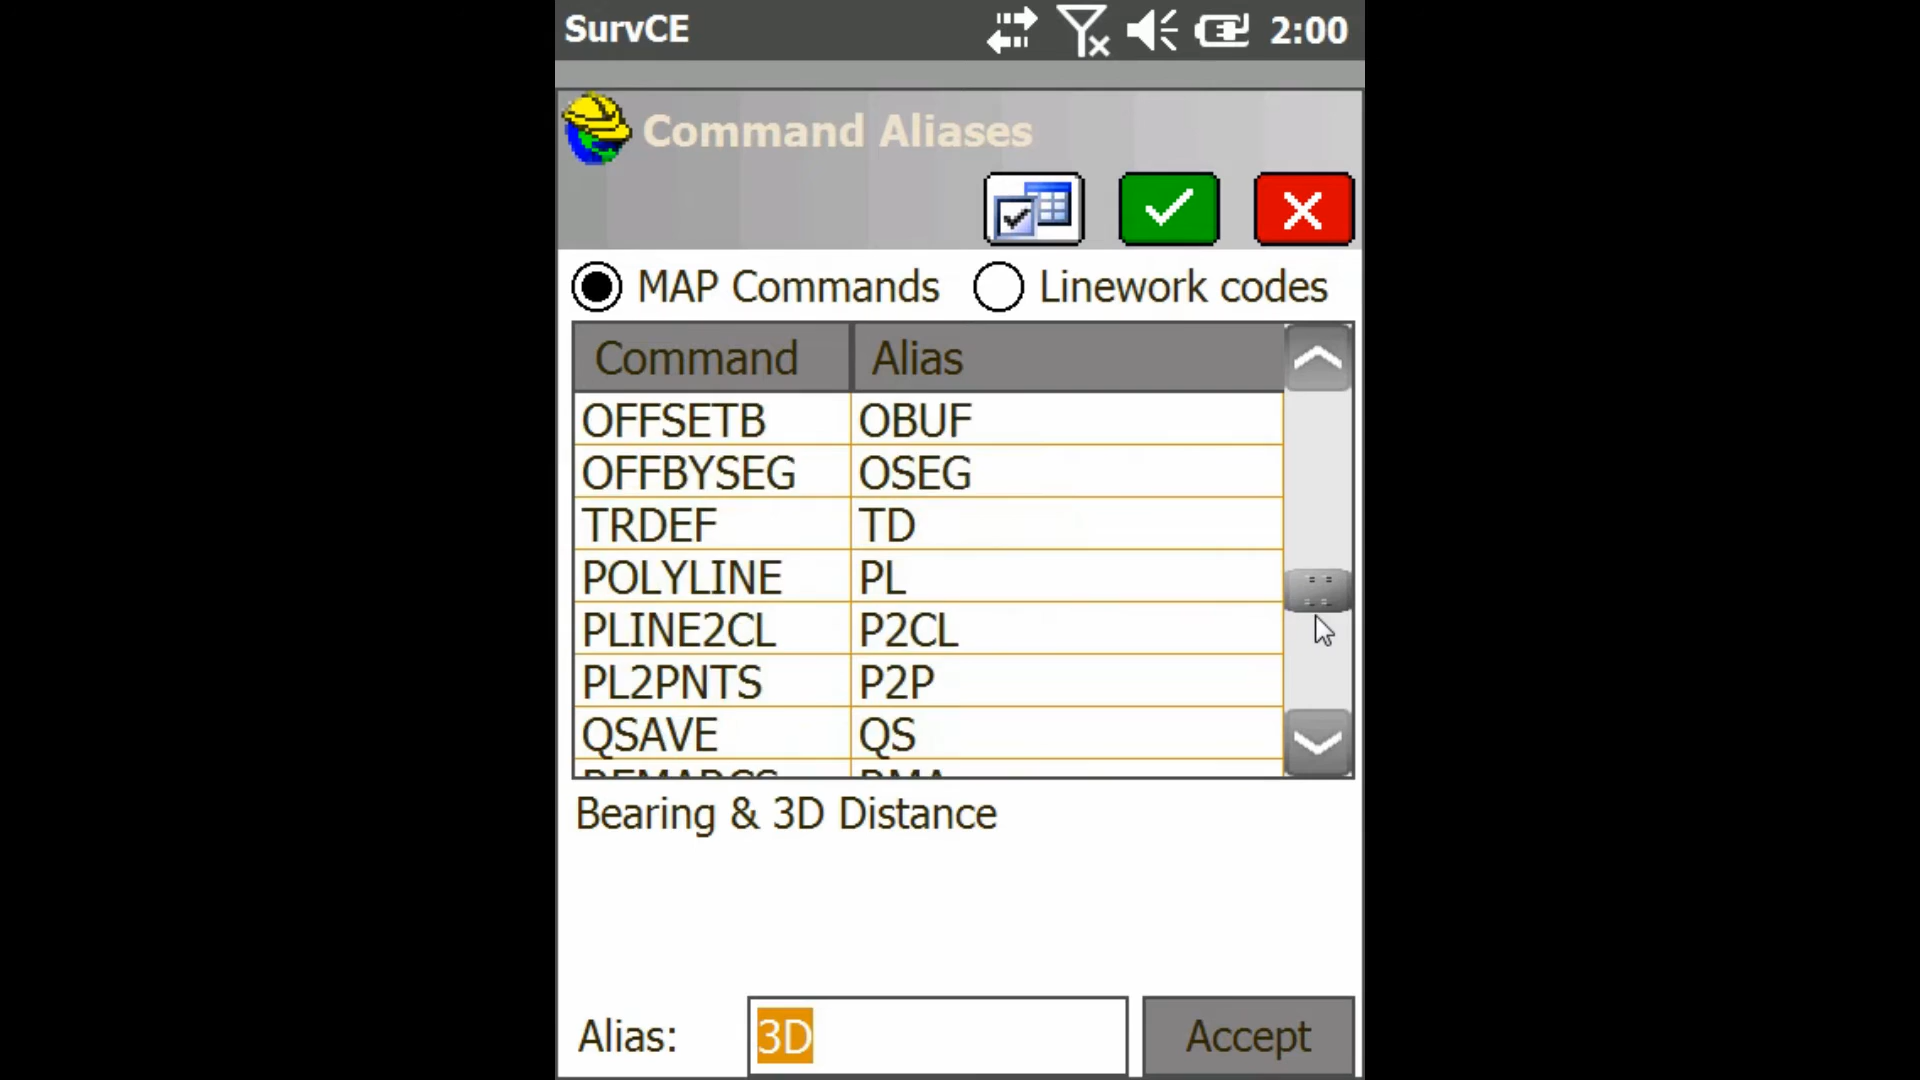 SurvCE 2:00
Command Aliases
MAP Commands Linework codes
Command Alias
OFFSETB OBUF
OFFBYSEG OSEG
TRDEF TD
POLYLINE PL
PLINE2CL P2CL
PL2PNTS P2P
QSAVE QS
Bearing & 3D Distance
Alias: 3D Accept